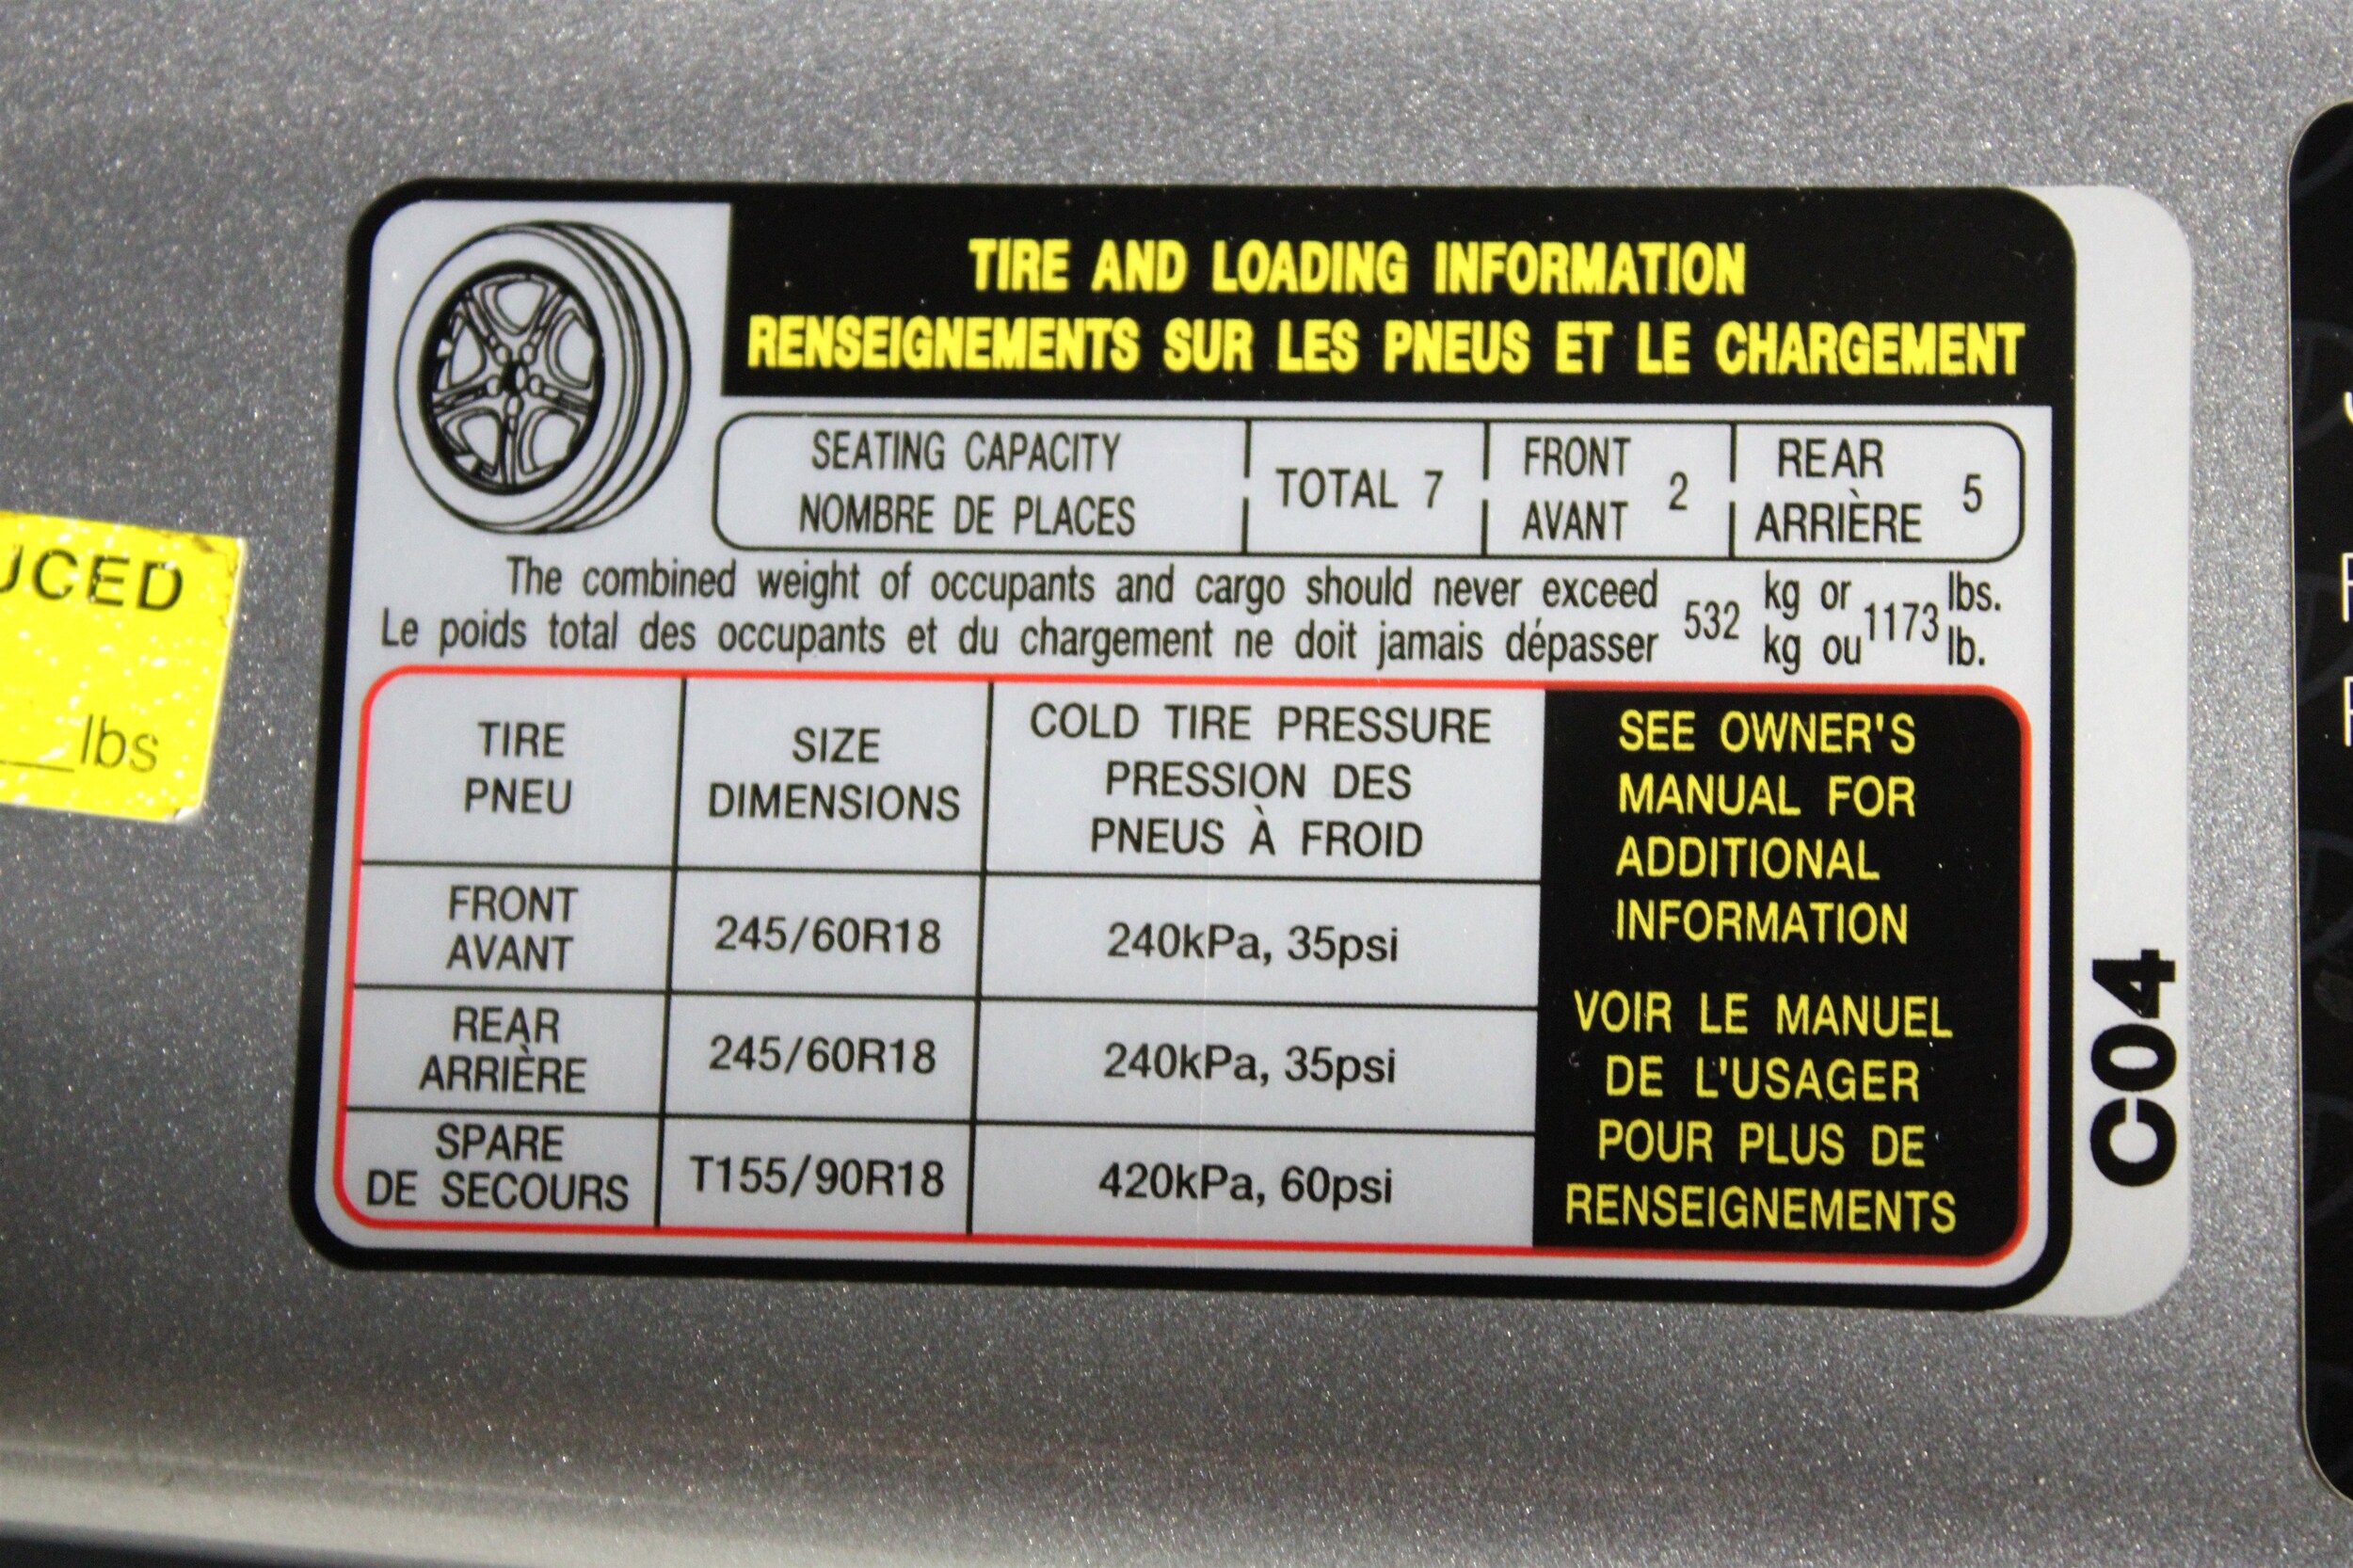 TIRE AND LOADING INFORMATION
RENSEIGNEMENTS SUR LES PNEUS ET LE CHARGEMENT
SEATING CAPACITY
NOMBRE DE PLACES
TOTAL 7
FRONT
AVANT
2
REAR
ARRIÈRE
5
The combined weight of occupants and cargo should never exceed 532 kg or 1173 lbs.
Le poids total des occupants et du chargement ne doit jamais dépasser kg ou lb.
TIRE
PNEU
SIZE
DIMENSIONS
COLD TIRE PRESSURE
PRESSION DES
PNEUS À FROID
FRONT
AVANT
245/60R18
240kPa, 35psi
REAR
ARRIÈRE
245/60R18
240kPa, 35psi
SPARE
DE SECOURS
T155/90R18
420kPa, 60psi
SEE OWNER'S
MANUAL FOR
ADDITIONAL
INFORMATION
VOIR LE MANUEL
DE L'USAGER
POUR PLUS DE
RENSEIGNEMENTS
C04
UCED
lbs